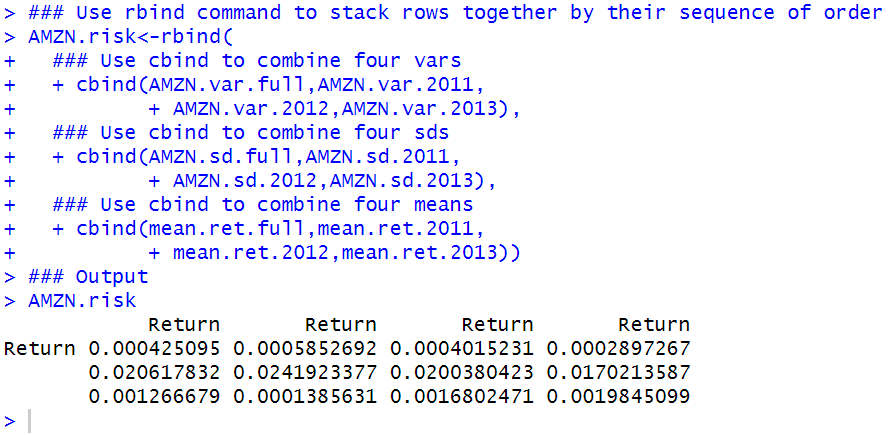 > ### Use rbind command to stack rows together by their sequence of order
> AMZN.risk<-rbind(
+   ### Use cbind to combine four vars
+   + cbind(AMZN.var.full,AMZN.var.2011,
+           + AMZN.var.2012,AMZN.var.2013),
+   ### Use cbind to combine four sds
+   + cbind(AMZN.sd.full,AMZN.sd.2011,
+           + AMZN.sd.2012,AMZN.sd.2013),
+   ### Use cbind to combine four means
+   + cbind(mean.ret.full,mean.ret.2011,
+           + mean.ret.2012,mean.ret.2013))
> ### Output
> AMZN.risk
            Return       Return       Return       Return
Return 0.000425095 0.0005852692 0.0004015231 0.0002897267
       0.020617832 0.0241923377 0.0200380423 0.0170213587
       0.001266679 0.0001385631 0.0016802471 0.0019845099
>